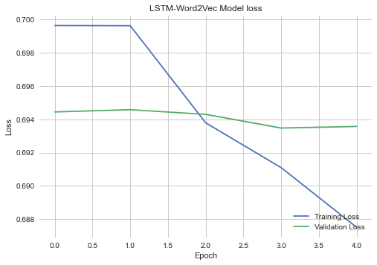 LSTM-Word2Vec Model loss
0.700
0.698
0.696
0.694
0.692
0.690
0.688
Loss
Training Loss
Validation Loss
0.0 0.5 1.0 1.5 2.0 2.5 3.0 3.5 4.0
Epoch